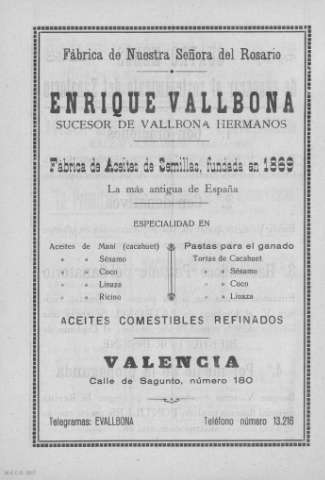 Fábrica de Nuestra Señora del Rosario
ENRIQUE VALLBONA
SUCESOR DE VALLBONA HERMANOS
Fábrica de Aceites de Semillas, fundada en 1869
La más antigua de España
ESPECIALIDAD EN
Aceites de Maní (cacahuet)
» » Sésamo
» » Coco
» » Linaza
» » Ricino
Pastas para el ganado
Tortas de Cacahuet
» » Sésamo
» » Coco
» » Linaza
ACEITES COMESTIBLES REFINADOS
VALENCIA
Calle de Sagunto, número 180
Telegramas: EVALLBONA
Teléfono número 13.216